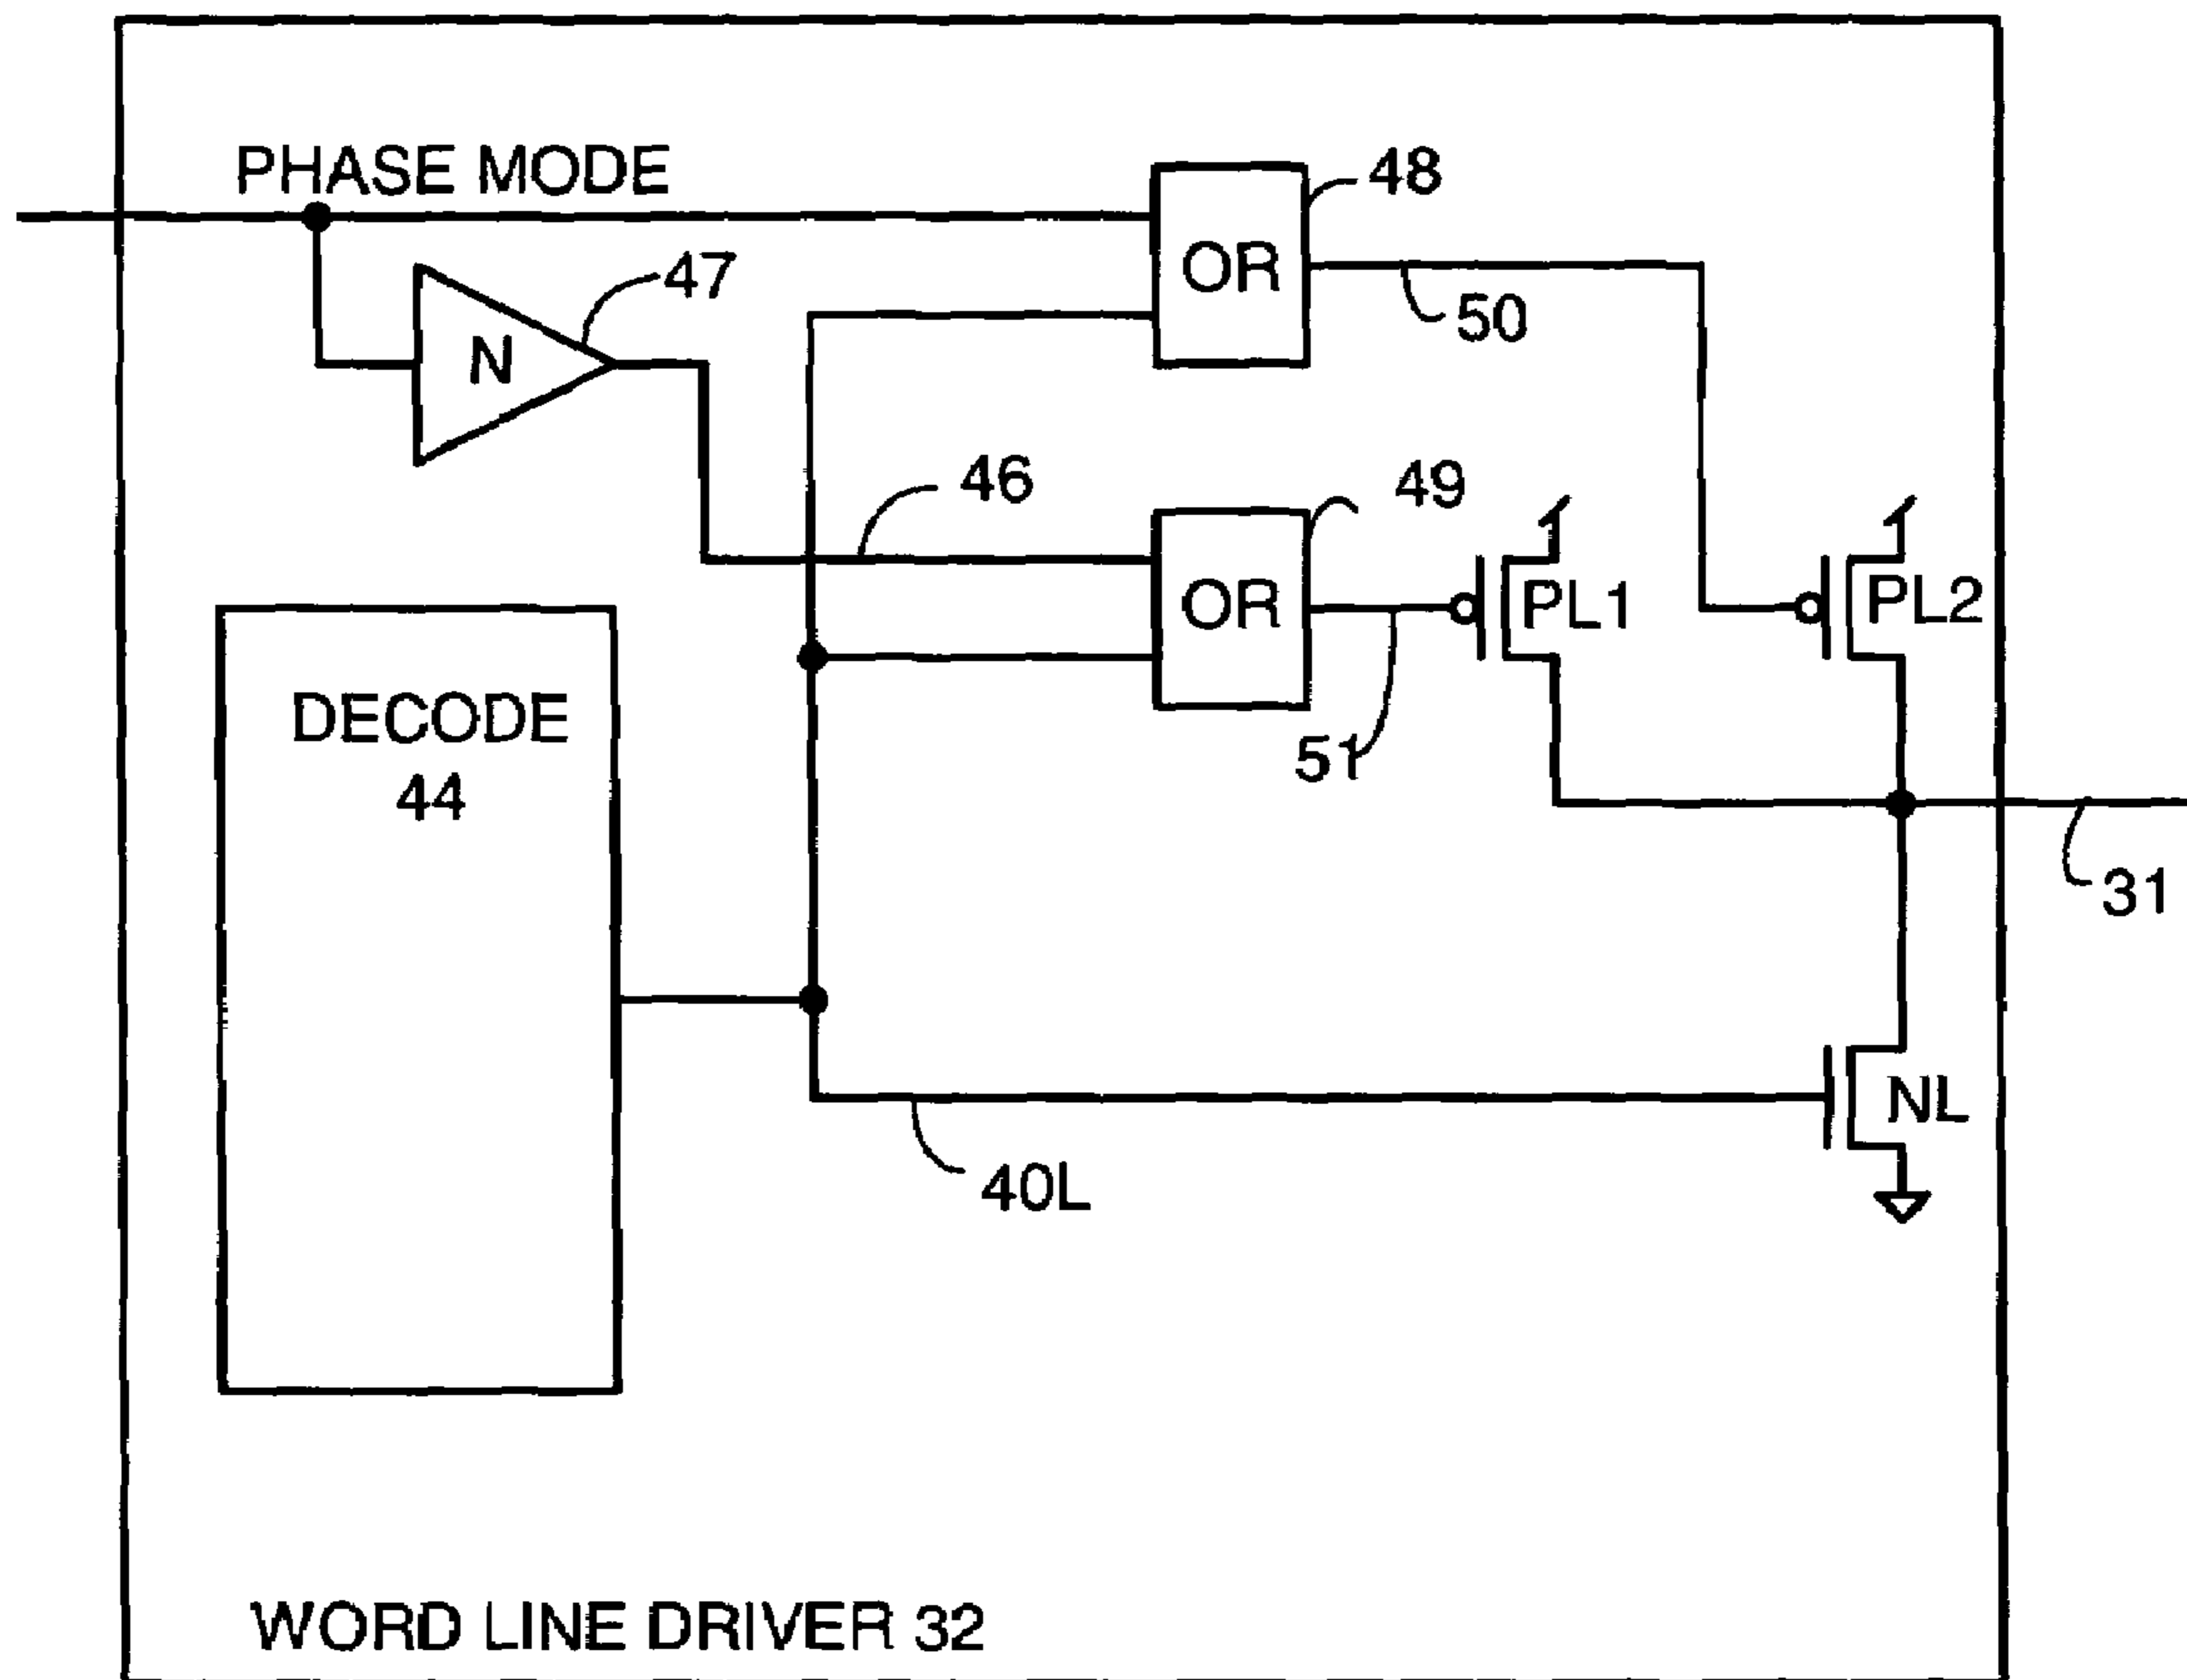 PHASE MODE
48
47
OR
50
N
46
49
OR
PL1
PL2
51
DECODE
44
31
NL
40L
WORD LINE DRIVER 32